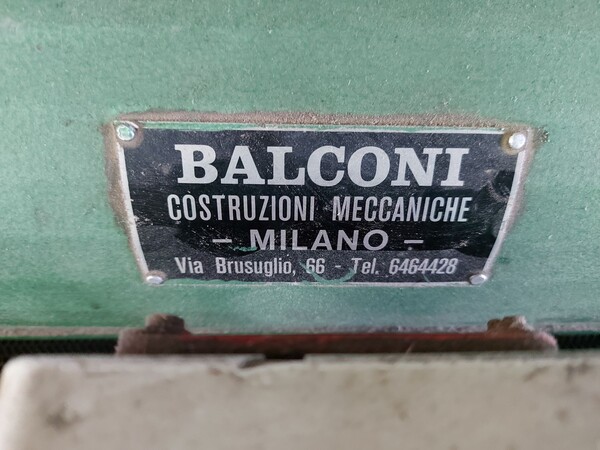 BALCONI
COSTRUZIONI MECCANICHE
- MILANO -
Via Brusuglio, 66 - Tel. 6464428